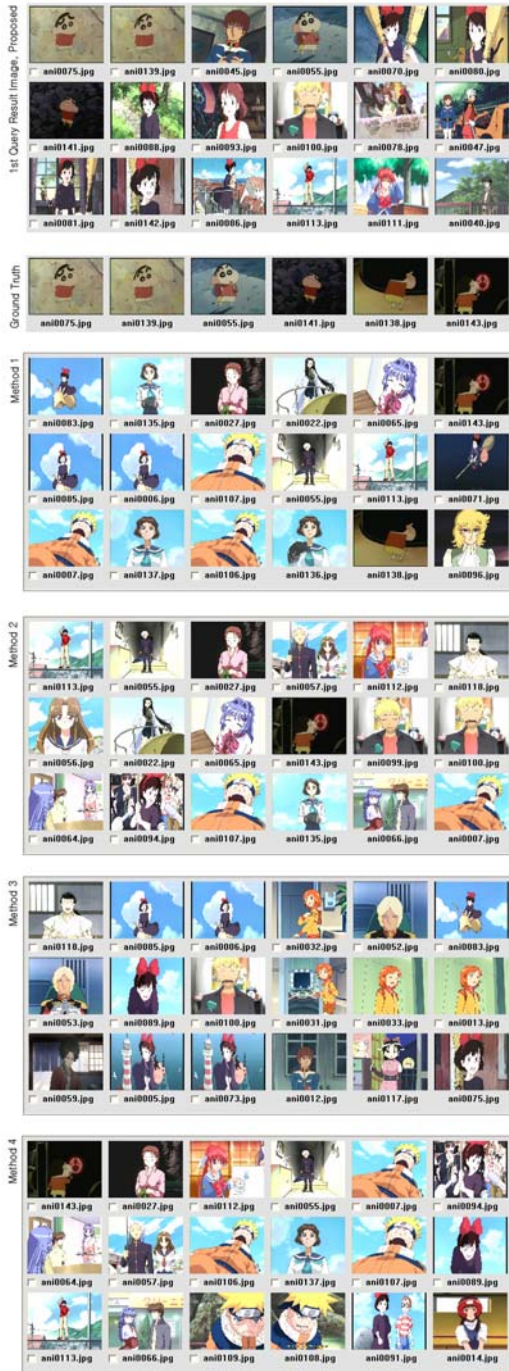 1st Query Result Image, Proposed
ani0075.jpg ani0139.jpg ani0045.jpg ani0055.jpg ani0070.jpg ani0080.jpg
ani0141.jpg ani0088.jpg ani0093.jpg ani0100.jpg ani0078.jpg ani0047.jpg
ani0081.jpg ani0142.jpg ani0086.jpg ani0113.jpg ani0111.jpg ani0040.jpg
Ground Truth
ani0075.jpg ani0139.jpg ani0055.jpg ani0141.jpg ani0138.jpg ani0143.jpg
Method 1
ani0083.jpg ani0135.jpg ani0027.jpg ani0022.jpg ani0065.jpg ani0143.jpg
ani0085.jpg ani0006.jpg ani0107.jpg ani0055.jpg ani0113.jpg ani0071.jpg
ani0007.jpg ani0137.jpg ani0106.jpg ani0136.jpg ani0138.jpg ani0096.jpg
Method 2
ani0113.jpg ani0055.jpg ani0027.jpg ani0057.jpg ani0112.jpg ani0118.jpg
ani0056.jpg ani0022.jpg ani0065.jpg ani0143.jpg ani0099.jpg ani0100.jpg
ani0064.jpg ani0094.jpg ani0107.jpg ani0135.jpg ani0066.jpg ani0007.jpg
Method 3
ani0118.jpg ani0085.jpg ani0006.jpg ani0032.jpg ani0052.jpg ani0083.jpg
ani0053.jpg ani0089.jpg ani0100.jpg ani0031.jpg ani0033.jpg ani0013.jpg
ani0059.jpg ani0005.jpg ani0073.jpg ani0012.jpg ani0117.jpg ani0075.jpg
Method 4
ani0143.jpg ani0027.jpg ani0112.jpg ani0055.jpg ani0007.jpg ani0094.jpg
ani0064.jpg ani0057.jpg ani0106.jpg ani0137.jpg ani0107.jpg ani0089.jpg
ani0113.jpg ani0066.jpg ani0109.jpg ani0108.jpg ani0091.jpg ani0014.jpg